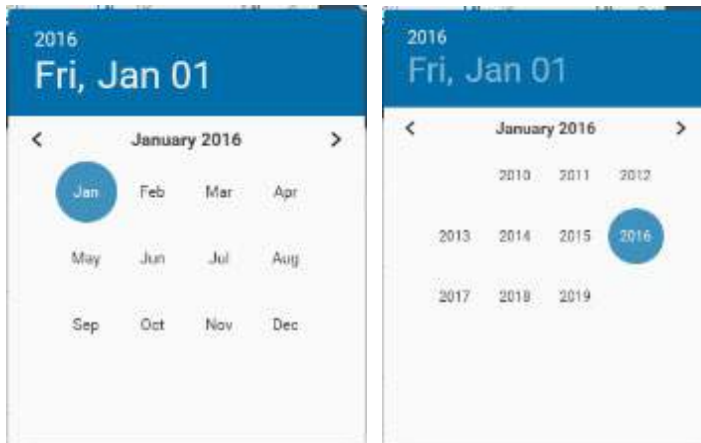 2016
Fri, Jan 01
January 2016
Jan Feb Mar Apr
May Jun Jul Aug
Sep Oct Nov Dec
2016
Fri, Jan 01
January 2016
2010 2011 2012
2013 2014 2015 2016
2017 2018 2019